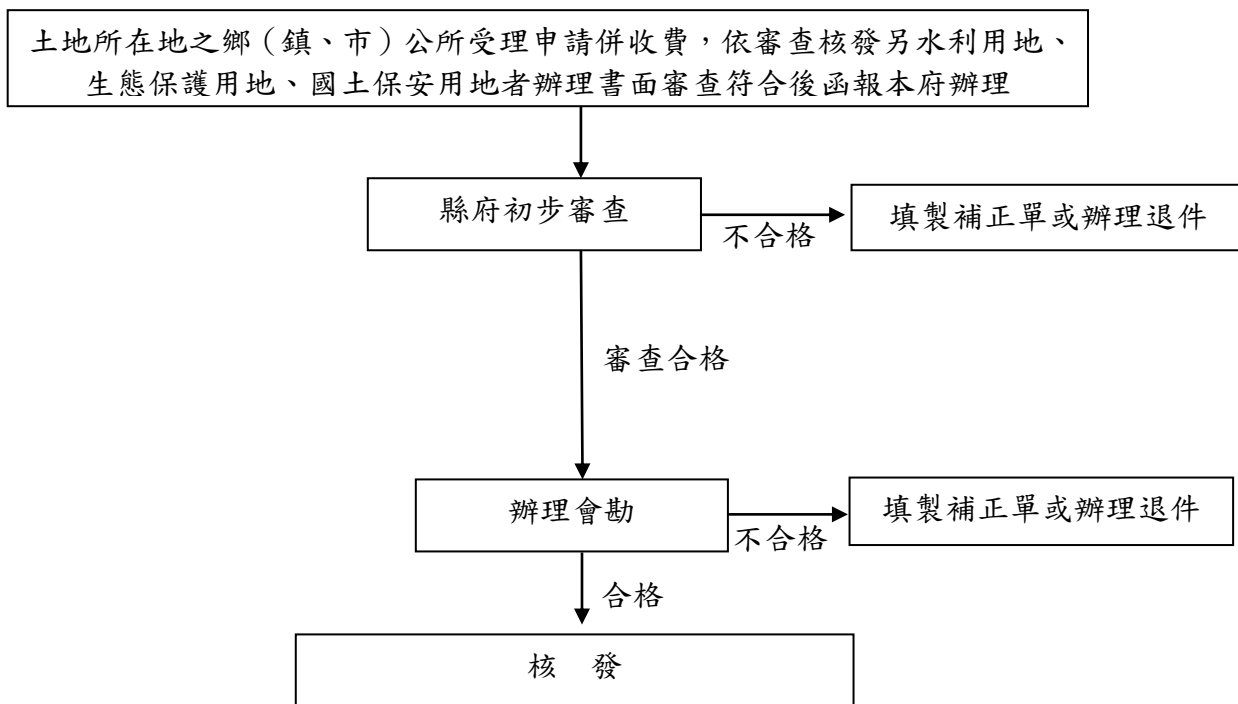 土地所在地之鄉（鎮、市）公所受理申請併收費，依審查核發另水利用地、
生態保護用地、國土保安用地者辦理書面審查符合後函報本府辦理
縣府初步審查
不合格
填製補正單或辦理退件
審查合格
辦理會勘
不合格
填製補正單或辦理退件
合格
核　發